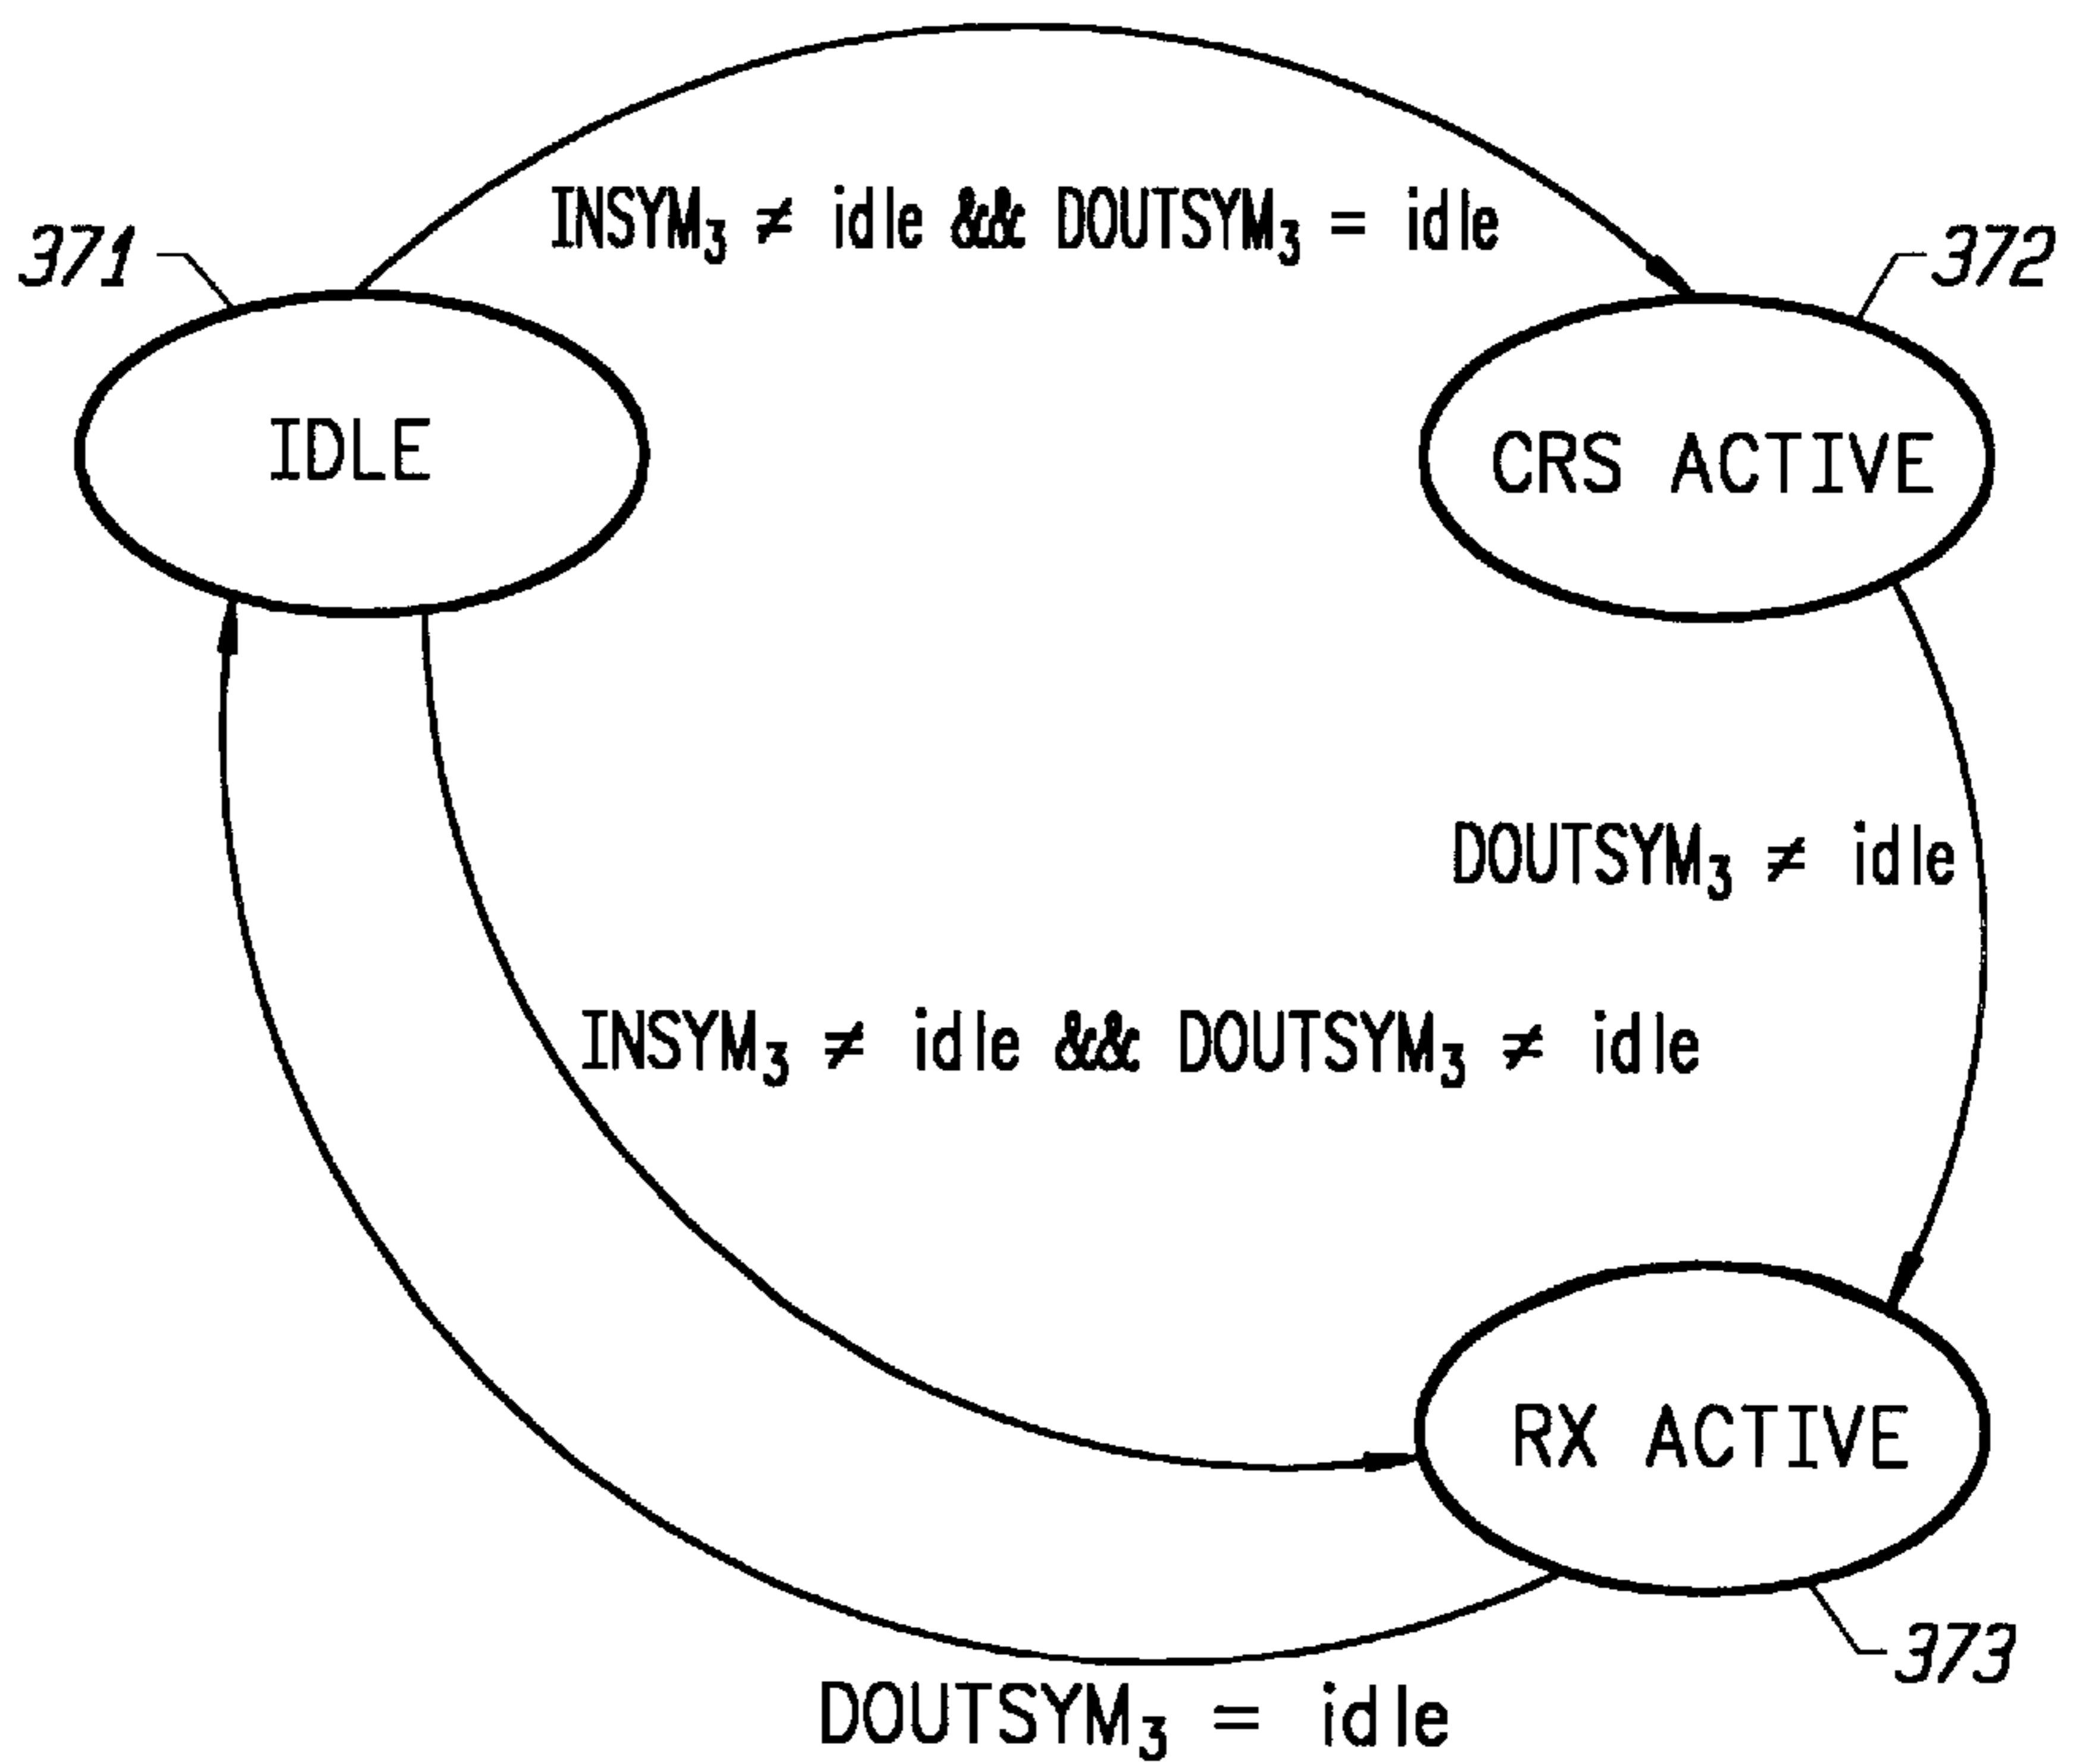 INSYM₃ ≠ idle && DOUTSYM₃ = idle
371
372
IDLE
CRS ACTIVE
DOUTSYM₃ ≠ idle
INSYM₃ ≠ idle && DOUTSYM₃ ≠ idle
RX ACTIVE
373
DOUTSYM₃ = idle